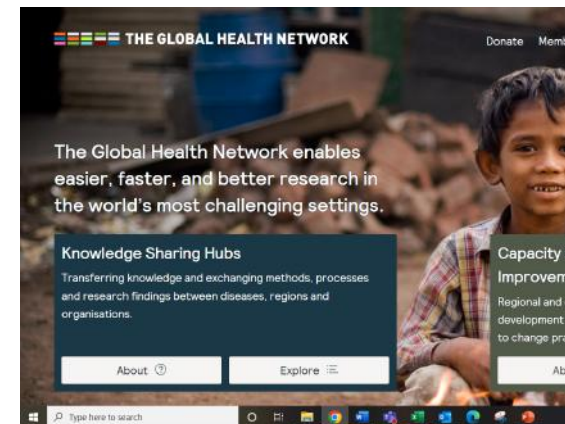 THE GLOBAL HEALTH NETWORK
Donate
The Global Health Network enables
easier, faster, and better research in
the world's most challenging settings.
Knowledge Sharing Hubs
Transferring knowledge and exchanging methods, processes
and research findings between diseases, regions and
organisations.
About
Explore
Capacity
Regional and
development
to change
Type here to search